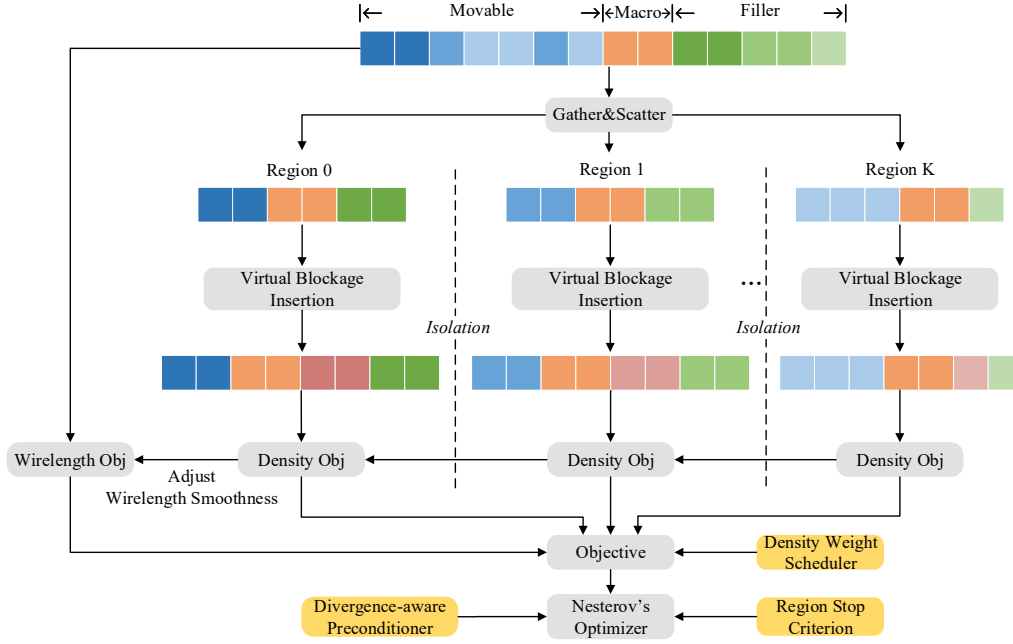 Movable
Macro
Filler
Gather&Scatter
Region 0
Region 1
Region K
Virtual Blockage
Insertion
Virtual Blockage
Insertion
...
Virtual Blockage
Insertion
Isolation
Isolation
Wirelength Obj
Adjust
Wirelength Smoothness
Density Obj
Density Obj
Density Obj
Objective
Density Weight
Scheduler
Divergence-aware
Preconditioner
Nesterov's
Optimizer
Region Stop
Criterion